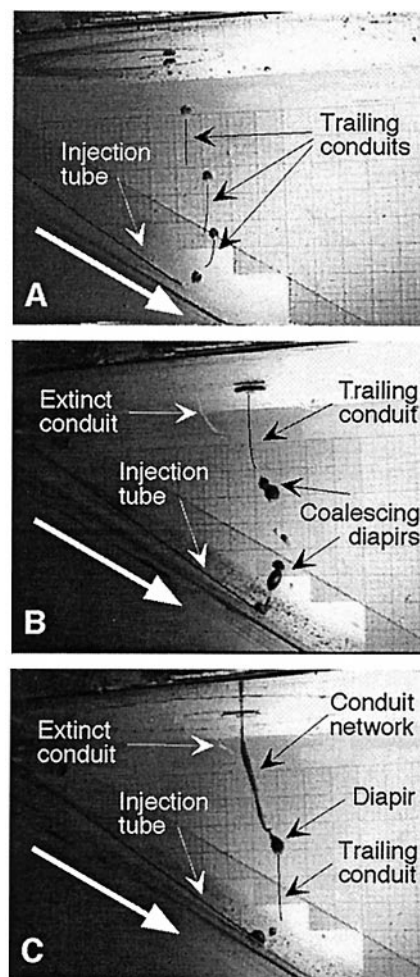 Trailing
conduits
Injection
tube
A
Extinct
conduit
Trailing
conduit
Injection
tube
Coalescing
diapirs
B
Conduit
network
Extinct
conduit
Diapir
Injection
tube
Trailing
conduit
C